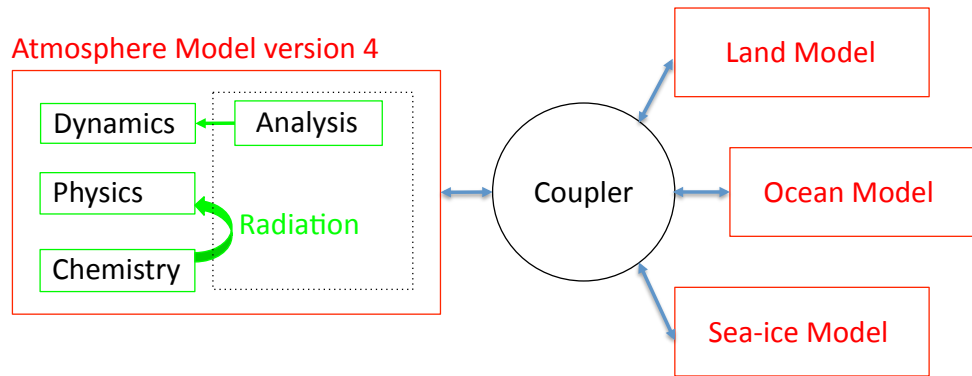 Atmosphere Model version 4
Dynamics
Analysis
Physics
Radiation
Chemistry
Coupler
Land Model
Ocean Model
Sea-ice Model